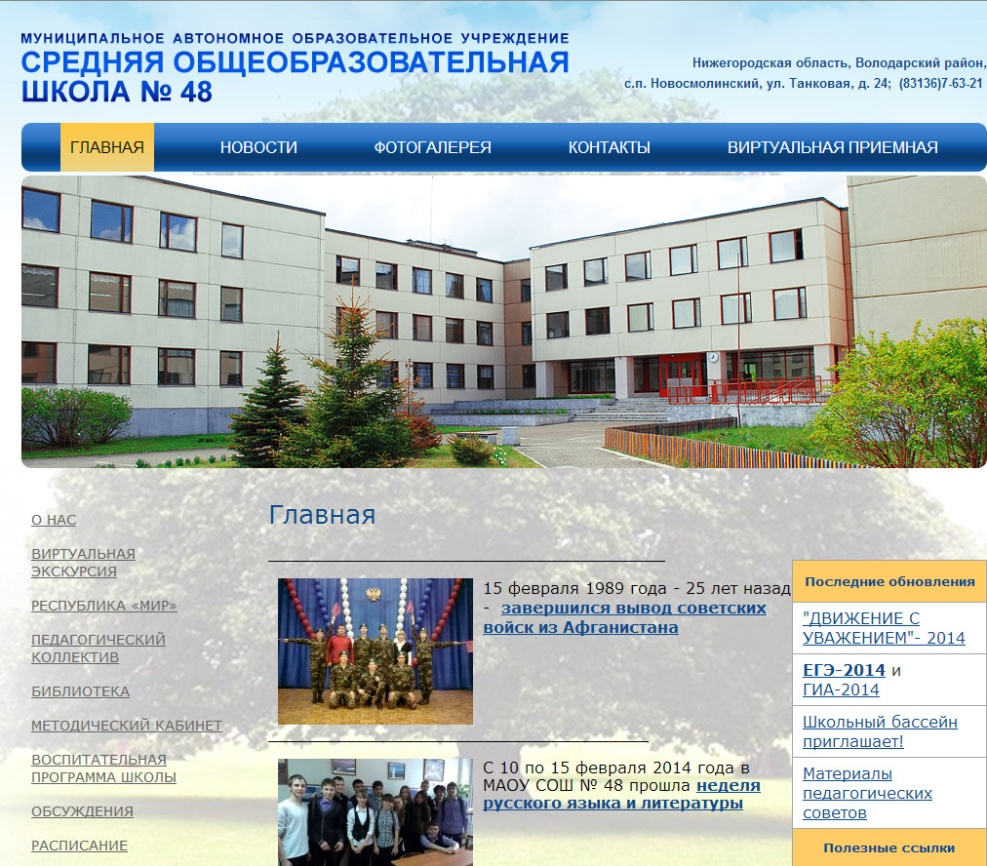 МУНИЦИПАЛЬНОЕ АВТОНОМНОЕ ОБРАЗОВАТЕЛЬНОЕ УЧРЕЖДЕНИЕ
СРЕДНЯЯ ОБЩЕОБРАЗОВАТЕЛЬНАЯ
ШКОЛА № 48
Нижегородская область, Володарский район,
с.п. Новосмолинский, ул. Танковая, д. 24; (83136)7-63-21
ГЛАВНАЯ НОВОСТИ ФОТОГАЛЕРЕЯ КОНТАКТЫ ВИРТУАЛЬНАЯ ПРИЕМНАЯ
О НАС
ВИРТУАЛЬНАЯ
ЭКСКУРСИЯ
РЕСПУБЛИКА «МИР»
ПЕДАГОГИЧЕСКИЙ
КОЛЛЕКТИВ
БИБЛИОТЕКА
МЕТОДИЧЕСКИЙ КАБИНЕТ
ВОСПИТАТЕЛЬНАЯ
ПРОГРАММА ШКОЛЫ
ОБСУЖДЕНИЯ
РАСПИСАНИЕ
Главная
15 февраля 1989 года - 25 лет назад
- завершился вывод советских
войск из Афганистана
С 10 по 15 февраля 2014 года в
МАОУ СОШ № 48 прошла неделя
русского языка и литературы
Последние обновления
"ДВИЖЕНИЕ С
УВАЖЕНИЕМ"- 2014
ЕГЭ-2014 и
ГИА-2014
Школьный бассейн
приглашает!
Материалы
педагогических
советов
Полезные ссылки